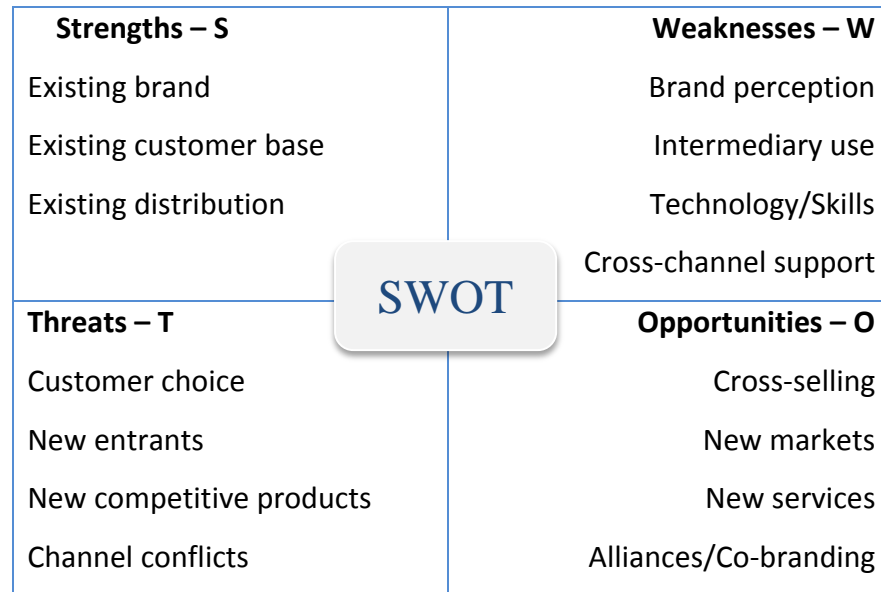 Strengths – S
Existing brand
Existing customer base
Existing distribution
Weaknesses – W
Brand perception
Intermediary use
Technology/Skills
Cross-channel support
SWOT
Threats – T
Customer choice
New entrants
New competitive products
Channel conflicts
Opportunities – O
Cross-selling
New markets
New services
Alliances/Co-branding